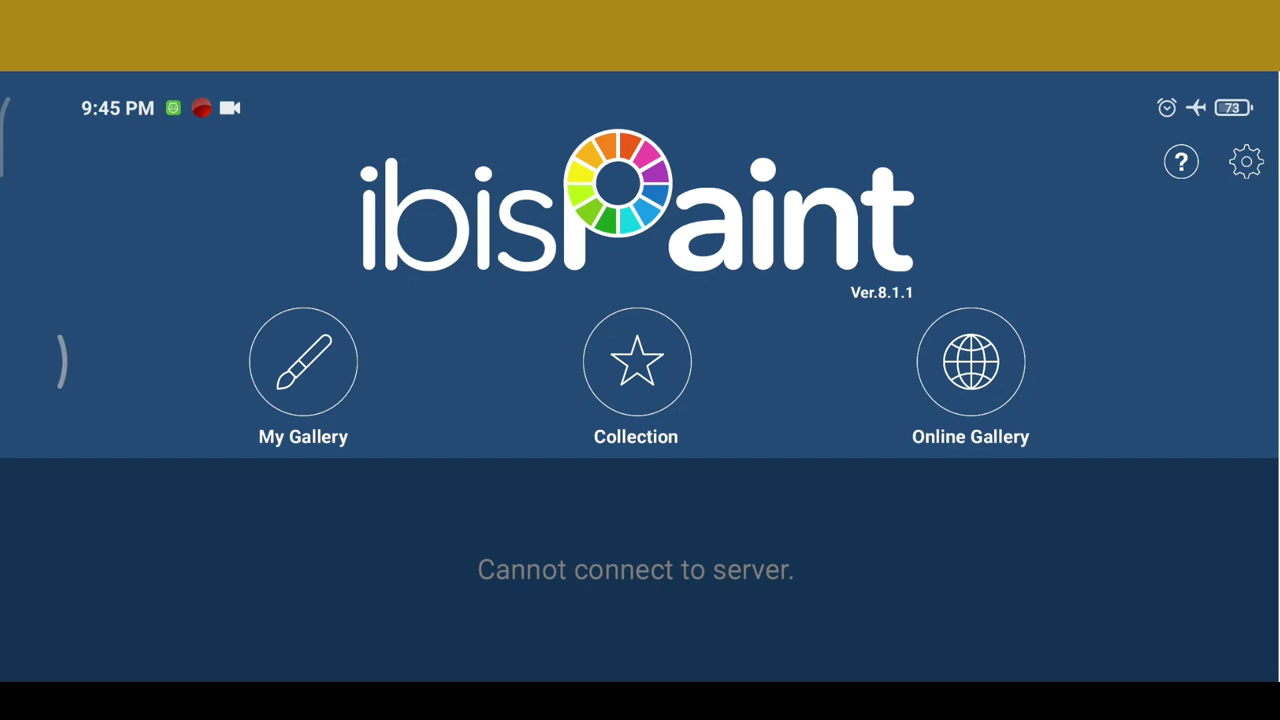 9:45 PM
73
?
ibisPaint
Ver.8.1.1
My Gallery
Collection
Online Gallery
Cannot connect to server.